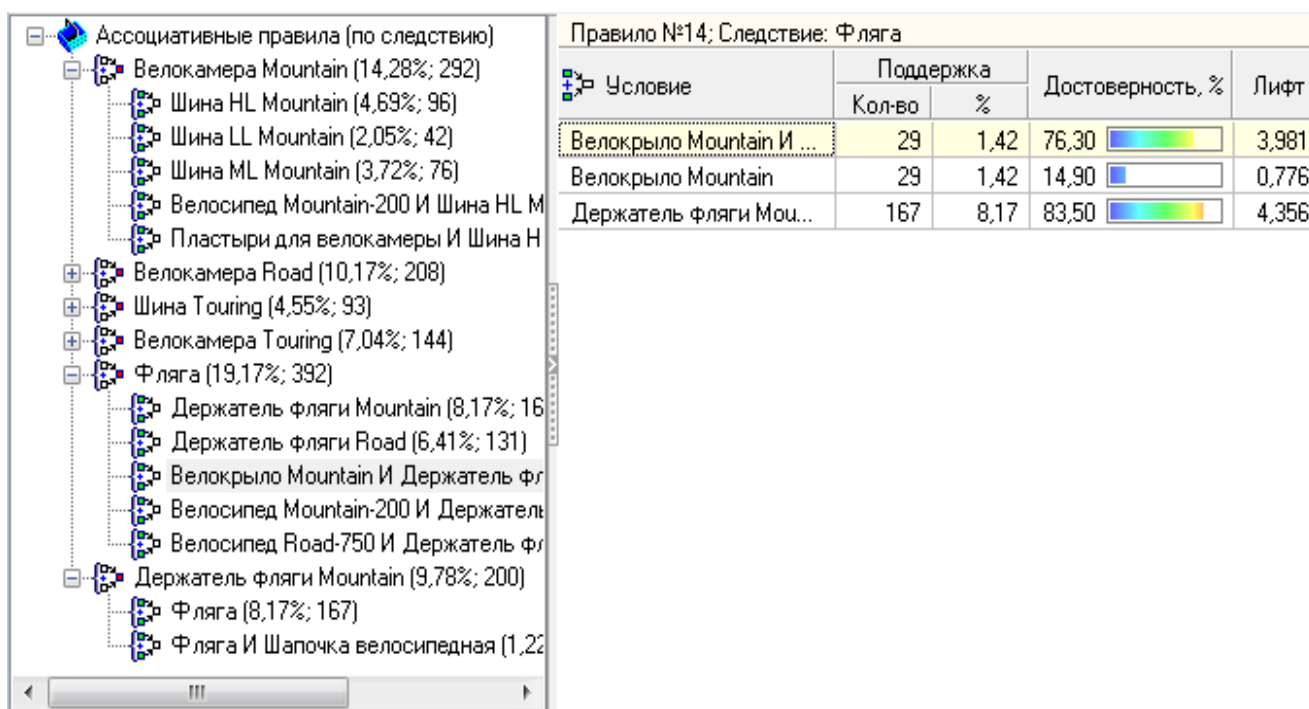 Ассоциативные правила (по следствию)
Велокамера Mountain (14,28%; 292)
Шина HL Mountain (4,69%; 96)
Шина LL Mountain (2,05%; 42)
Шина ML Mountain (3,72%; 76)
Велосипед Mountain-200 И Шина HL M
Пластыри для велокамеры И Шина H
Велокамера Road (10,17%; 208)
Шина Touring (4,55%; 93)
Велокамера Touring (7,04%; 144)
Фляга (19,17%; 392)
Держатель фляги Mountain (8,17%; 16
Держатель фляги Road (6,41%; 131)
Велокрыло Mountain И Держатель фл
Велосипед Mountain-200 И Держатель
Велосипед Road-750 И Держатель фл
Держатель фляги Mountain (9,78%; 200)
Фляга (8,17%; 167)
Фляга И Шапочка велосипедная (1,22
Правило №14; Следствие: Фляга
Условие Поддержка Достоверность, % Лифт
Кол-во %
Велокрыло Mountain И ... 29 1,42 76,30 3,981
Велокрыло Mountain 29 1,42 14,90 0,776
Держатель фляги Mou... 167 8,17 83,50 4,356